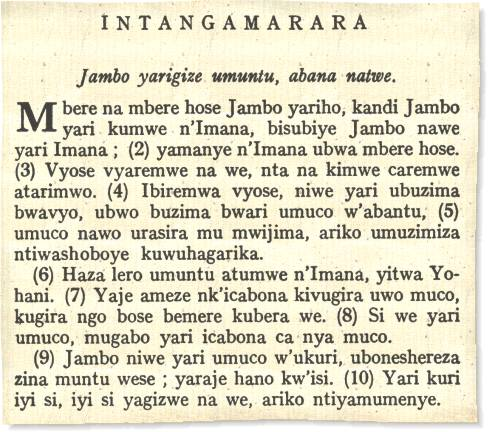 INTANGAMARARA
Jambo yarigize umuntu, abana natwe.
Mbere na mbere hose Jambo yariho, kandi Jambo
yari kumwe n'Imana, bisubiye Jambo nawe
yari Imana ; (2) yamanye n'Imana ubwa mbere hose.
(3) Vyose vyaremwe na we, nta na kimwe caremwe
atarimwo. (4) Ibiremwa vyose, niwe yari ubuzima
bwavyo, ubwo buzima bwari umuco w'abantu, (5)
umuco nawo urasira mu mwijima, ariko umuzimiza
ntiwashoboye kuwuhagarika.
(6) Haza lero umuntu atumwe n'Imana, yitwa Yo-
hani. (7) Yaje ameze nk'icabona kivugira uwo muco,
kugira ngo bose bemere kubera we. (8) Si we yari
umuco, mugabo yari icabona ca nya muco.
(9) Jambo niwe yari umuco w'ukuri, uboneshereza
zina muntu wese ; yaraje hano kw'isi. (10) Yari kuri
iyi si, iyi si yagizwe na we, ariko ntiyamumenye.